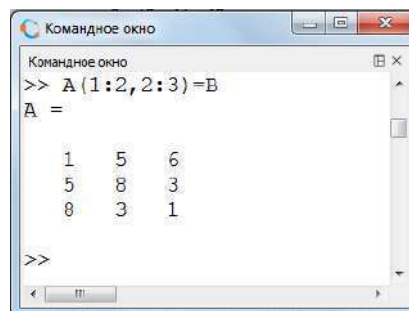 Командное окно
Командное окно
>> A(1:2,2:3)=B
A =
1 5 6
5 8 3
8 3 1
>>